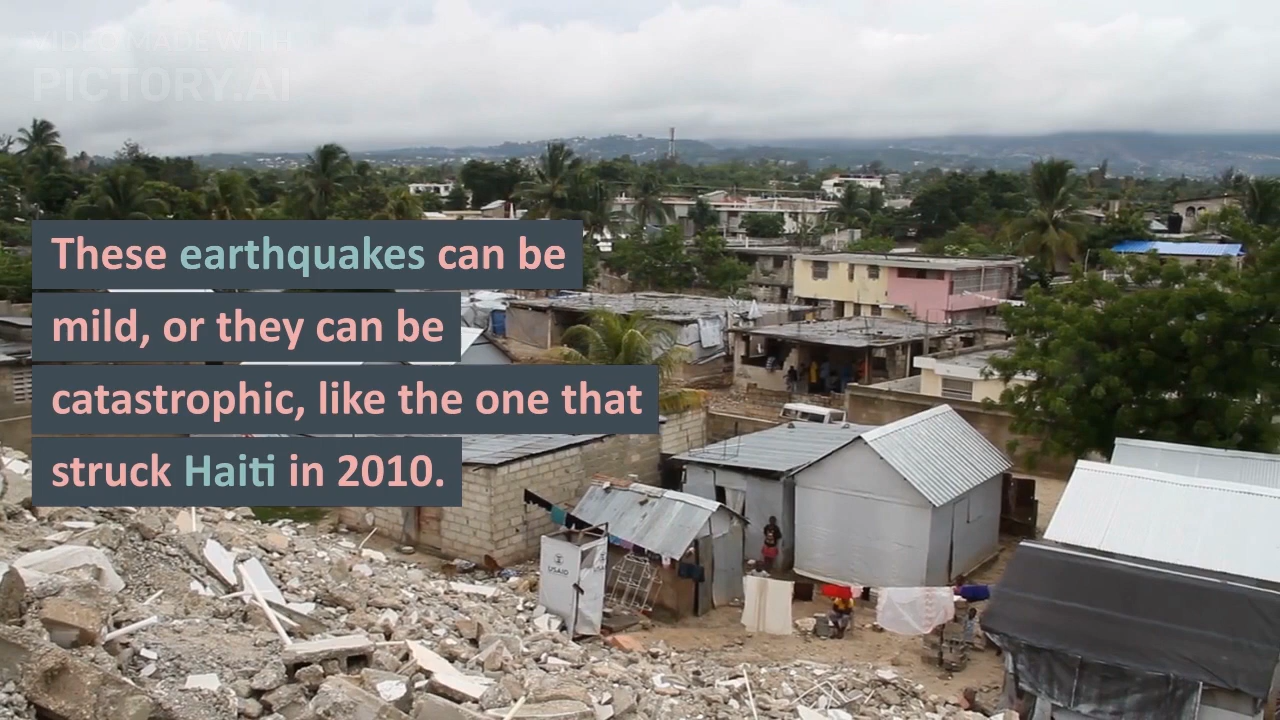 VIDEO MADE WITH
PICTORY.AI
These earthquakes can be
mild, or they can be
catastrophic, like the one that
struck Haiti in 2010.
USAID